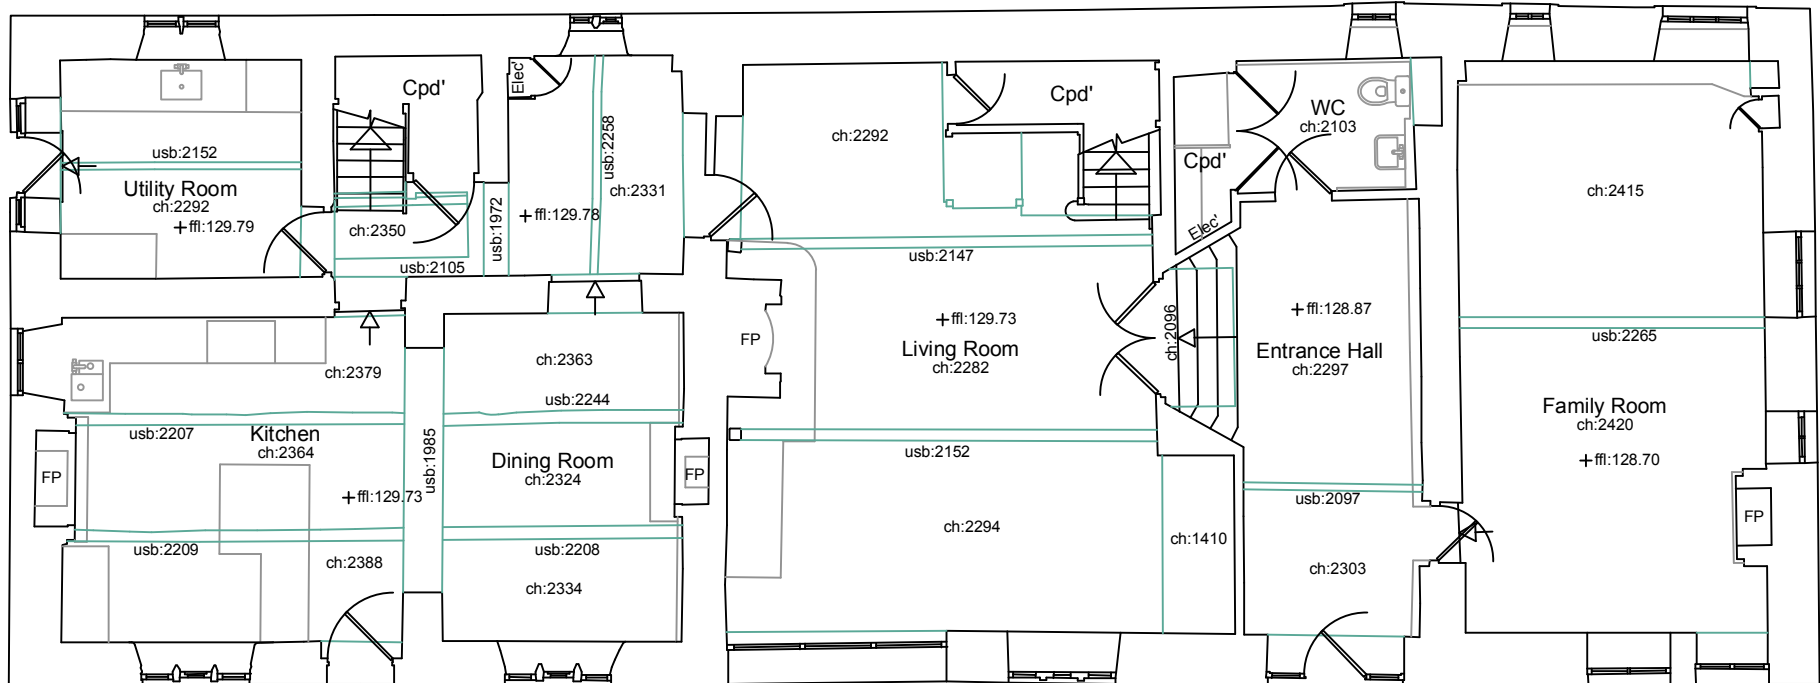 Cpd'
Elec'
usb:2152
Utility Room
ch:2292
ffl:129.79
ch:2350
usb:2105
usb:1972
ffl:129.78
usb:2258
ch:2331
ch:2292
Cpd'
WC
ch:2103
Cpd'
Elec'
ch:2415
usb:2147
ffl:129.73
Living Room
ch:2282
FP
ch:2096
ffl:128.87
Entrance Hall
ch:2297
usb:2265
ch:2379
ch:2363
usb:2244
usb:2207
Kitchen
ch:2364
FP
ffl:129.73
usb:1985
Dining Room
ch:2324
FP
usb:2152
Family Room
ch:2420
ffl:128.70
usb:2209
ch:2388
usb:2208
ch:2334
ch:2294
ch:1410
usb:2097
ch:2303
FP